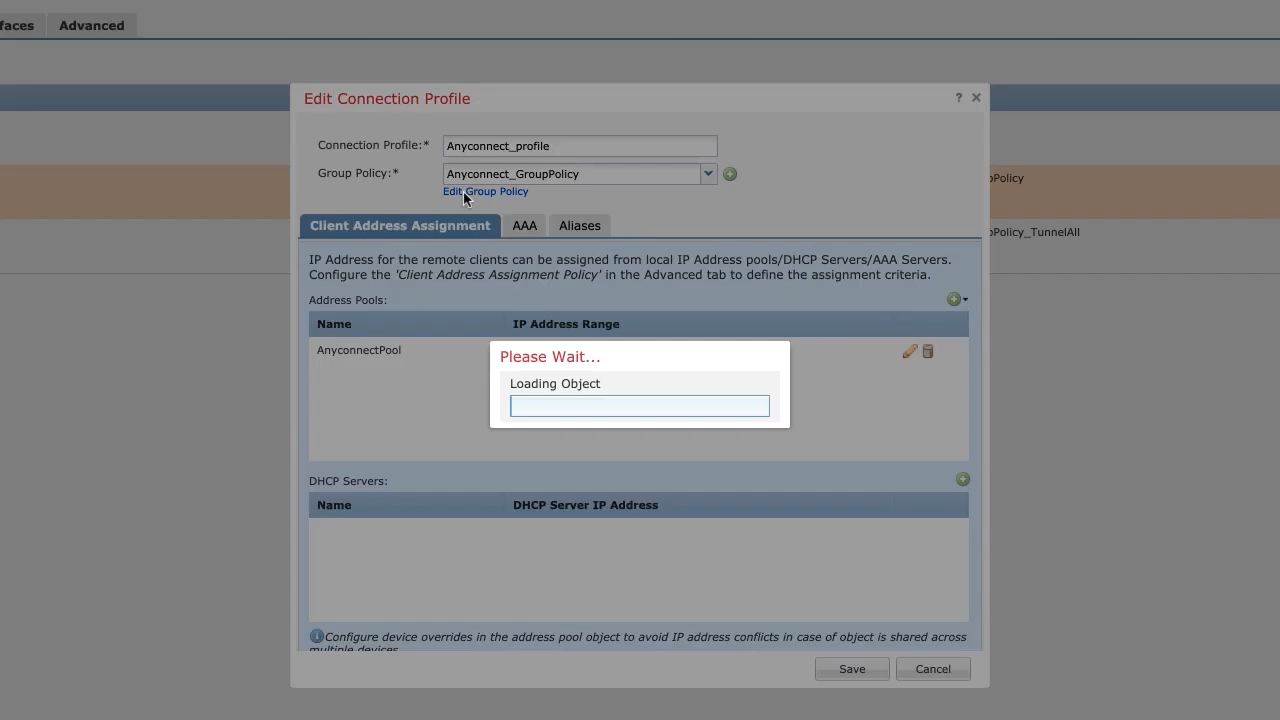 faces
Advanced
Edit Connection Profile
?
Connection Profile:* Anyconnect_profile
Group Policy:* Anyconnect_GroupPolicy
Edit Group Policy
Policy
Policy_TunnelAll
Client Address Assignment AAA Aliases
IP Address for the remote clients can be assigned from local IP Address pools/DHCP Servers/AAA Servers.
Configure the 'Client Address Assignment Policy' in the Advanced tab to define the assignment criteria.
Address Pools:
Name IP Address Range
AnyconnectPool
Please Wait...
Loading Object
DHCP Servers:
Name DHCP Server IP Address
Configure device overrides in the address pool object to avoid IP address conflicts in case of object is shared across
multiple devices
Save Cancel